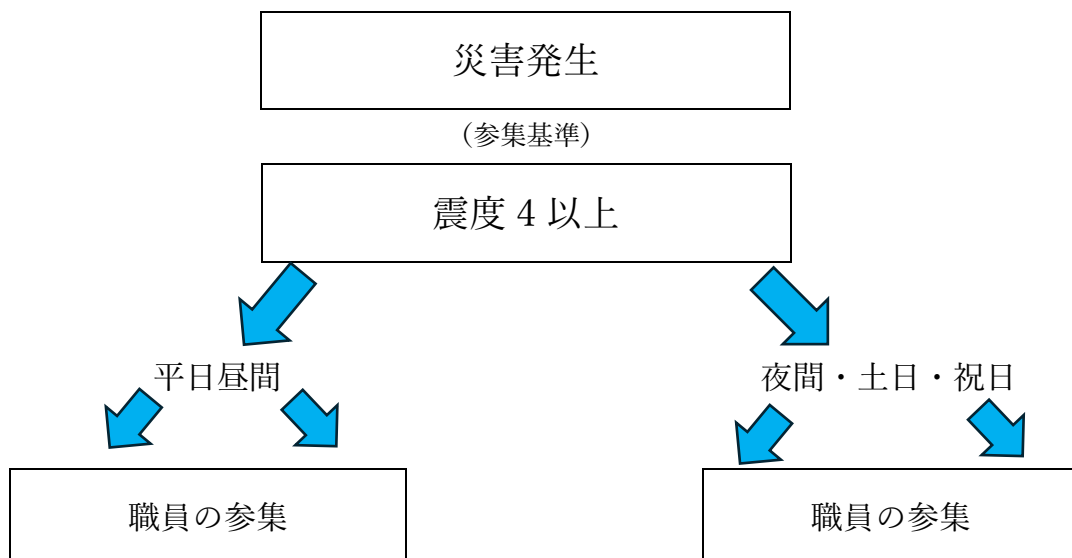 災害発生
（参集基準）
震度４以上
平日昼間
夜間・土日・祝日
職員の参集
職員の参集